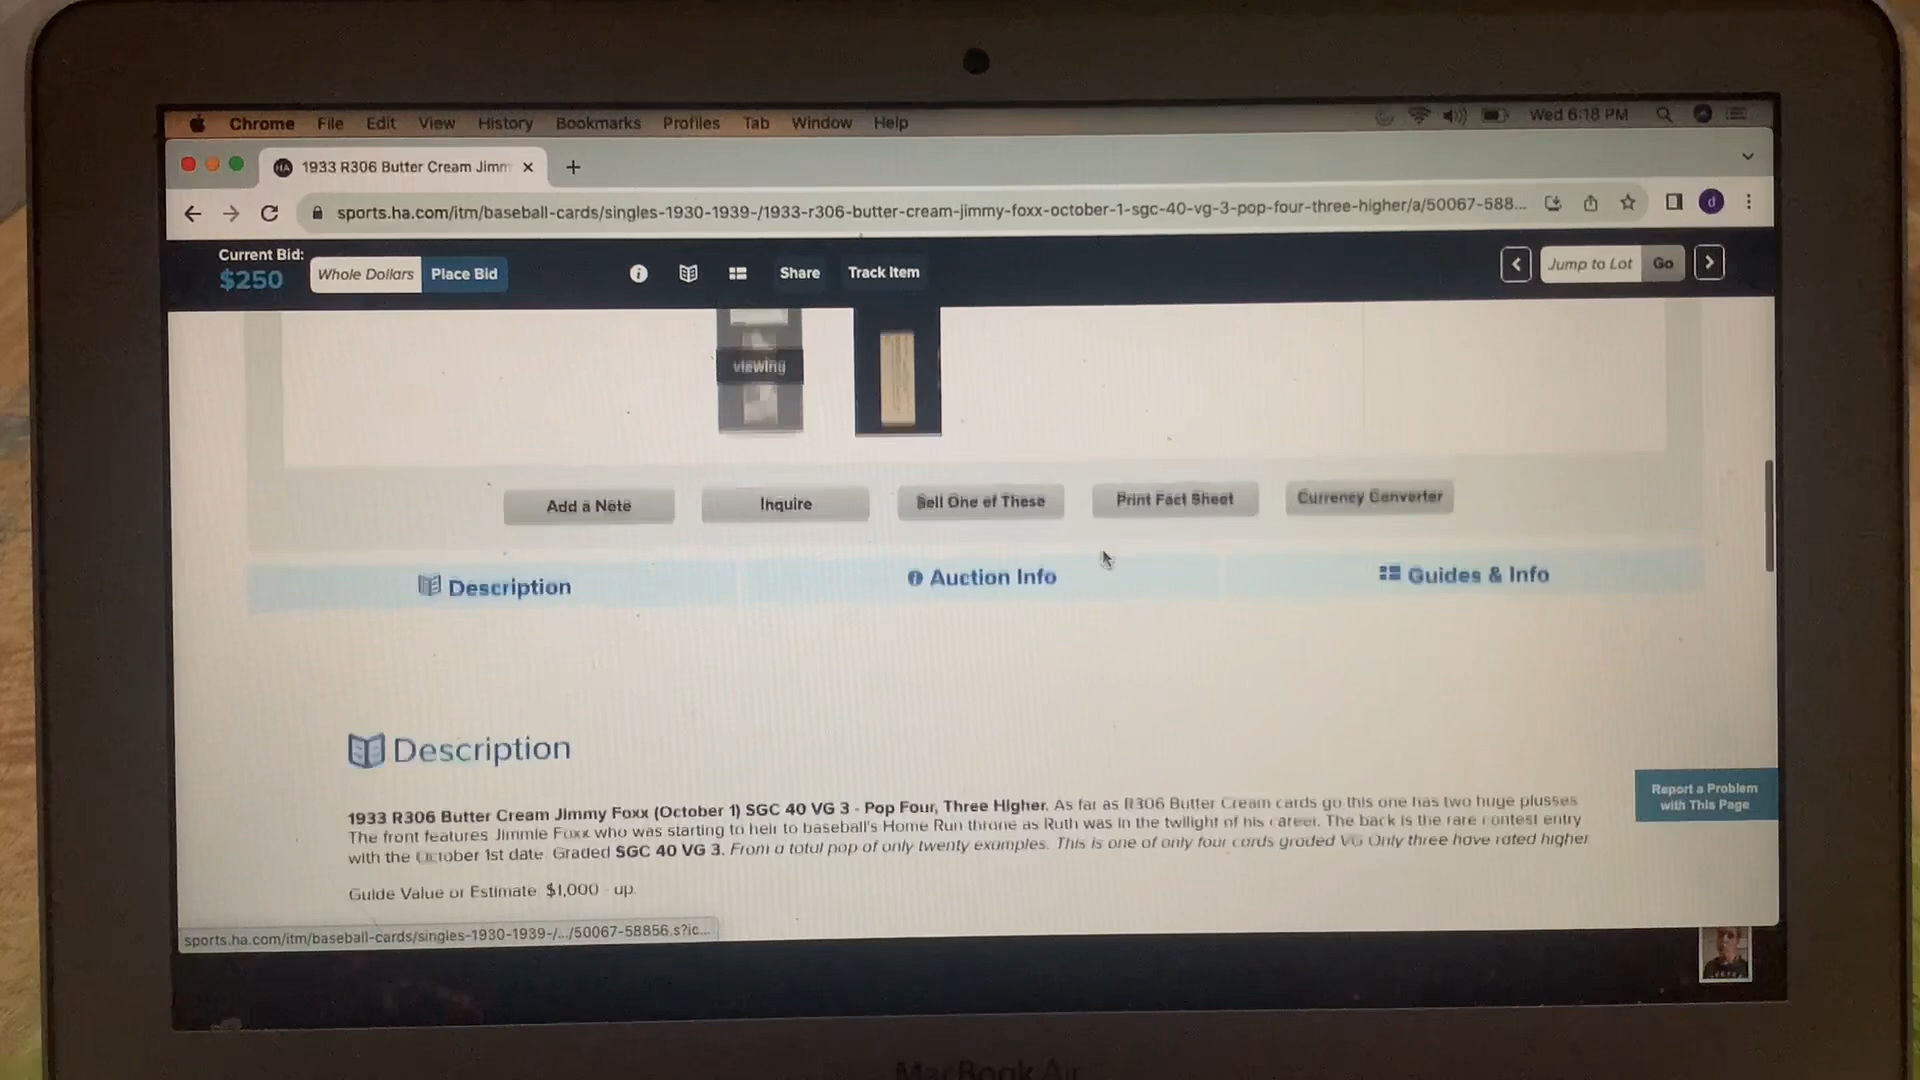 Chrome File Edit View History Bookmarks Profiles Tab Window Help Wed 6:18 PM
HA 1933 R306 Butter Cream Jimm
sports.ha.com/itm/baseball-cards/singles-1930-1939-/1933-r306-butter-cream-jimmy-foxx-october-1-sgc-40-vg-3-pop-four-three-higher/a/50067-588... d
Current Bid:
$250 Whole Dollars Place Bid Share Track Item Jump to Lot Go
viewing
Add a Note Inquire Sell One of These Print Fact Sheet Currency Converter
Description Auction Info Guides & Info
Description
Report a Problem
with This Page
1933 R306 Butter Cream Jimmy Foxx (October 1) SGC 40 VG 3 - Pop Four, Three Higher. As far as R306 Butter Cream cards go this one has two huge plusses
The front features Jimmie Foxx who was starting to heir to baseball's Home Run throne as Ruth was in the twilight of his career. The back is the rare contest entry
with the October 1st date. Graded SGC 40 VG 3. From a total pop of only twenty examples. This is one of only four cards graded VG Only three have rated higher
Guide Value or Estimate $1,000 - up.
sports.ha.com/itm/baseball-cards/singles-1930-1939-/.../50067-58856.s?ic...
MacBook Air